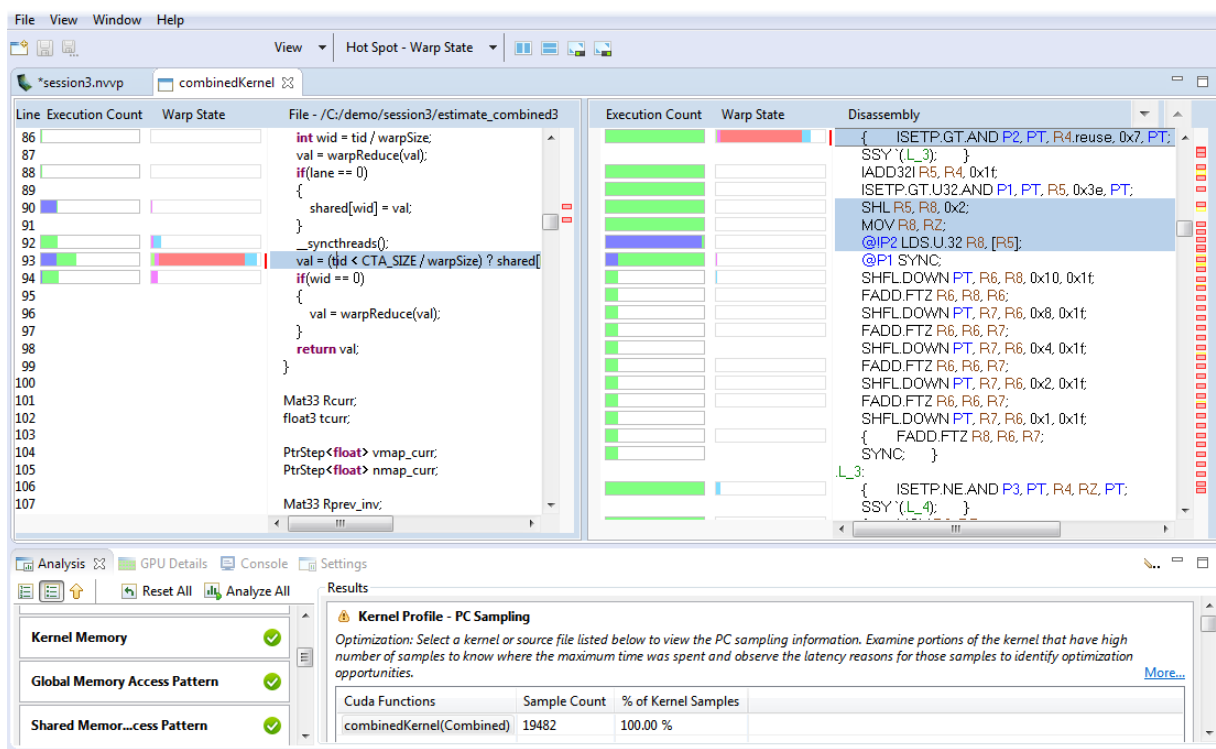 File View Window Help
View Hot Spot - Warp State
*session3.nvvp combinedKernel
Line Execution Count Warp State File - /C:/demo/session3/estimate_combined3
86 int wid = tid / warpSize;
87 val = warpReduce(val);
88 if(lane == 0)
89 {
90 shared[wid] = val;
91 }
92 __syncthreads();
93 val = (tid < CTA_SIZE / warpSize) ? shared[
94 if(wid == 0)
95 {
96 val = warpReduce(val);
97 }
98 return val;
99 }
100
101 Mat33 Rcurr;
102 float3 tcurr;
103
104 PtrStep<float> vmap_curr;
105 PtrStep<float> nmap_curr;
106
107 Mat33 Rprev_inv;
Execution Count Warp State Disassembly
{ ISETP.GT.AND P2, PT, R4.reuse, 0x7, PT;
SSY `(.L_3); }
IADD32I R5, R4, 0x1f;
ISETP.GT.U32.AND P1, PT, R5, 0x3e, PT;
SHL R5, R8, 0x2;
MOV R8, RZ;
@!P2 LDS.U.32 R8, [R5];
@P1 SYNC;
SHFL.DOWN PT, R6, R8, 0x10, 0x1f;
FADD.FTZ R6, R8, R6;
SHFL.DOWN PT, R7, R6, 0x8, 0x1f;
FADD.FTZ R6, R6, R7;
SHFL.DOWN PT, R7, R6, 0x4, 0x1f;
FADD.FTZ R6, R6, R7;
SHFL.DOWN PT, R7, R6, 0x2, 0x1f;
FADD.FTZ R6, R6, R7;
SHFL.DOWN PT, R7, R6, 0x1, 0x1f;
{ FADD.FTZ R8, R6, R7;
SYNC; }
.L_3:
{ ISETP.NE.AND P3, PT, R4, RZ, PT;
SSY `(.L_4); }
Analysis GPU Details Console Settings
Reset All Analyze All
Kernel Memory
Global Memory Access Pattern
Shared Memor...cess Pattern
Results
Kernel Profile - PC Sampling
Optimization: Select a kernel or source file listed below to view the PC sampling information. Examine portions of the kernel that have high
number of samples to know where the maximum time was spent and observe the latency reasons for those samples to identify optimization
opportunities. More...
Cuda Functions Sample Count % of Kernel Samples
combinedKernel(Combined) 19482 100.00 %